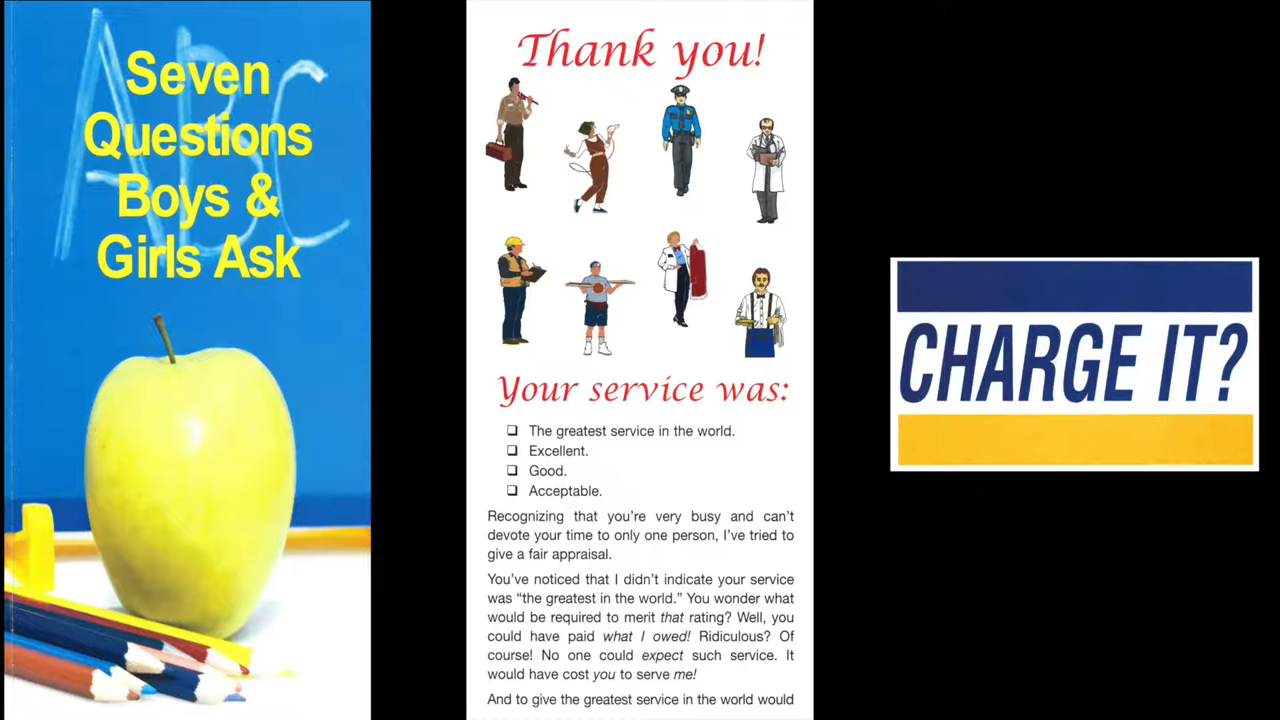 ABC
Seven
Questions
Boys &
Girls Ask
Thank you!
Your service was:
❑ The greatest service in the world.
❑ Excellent.
❑ Good.
❑ Acceptable.
Recognizing that you’re very busy and can’t
devote your time to only one person, I’ve tried to
give a fair appraisal.
You’ve noticed that I didn’t indicate your service
was “the greatest in the world.” You wonder what
would be required to merit that rating? Well, you
could have paid what I owed! Ridiculous? Of
course! No one could expect such service. It
would have cost you to serve me!
And to give the greatest service in the world would
CHARGE IT?